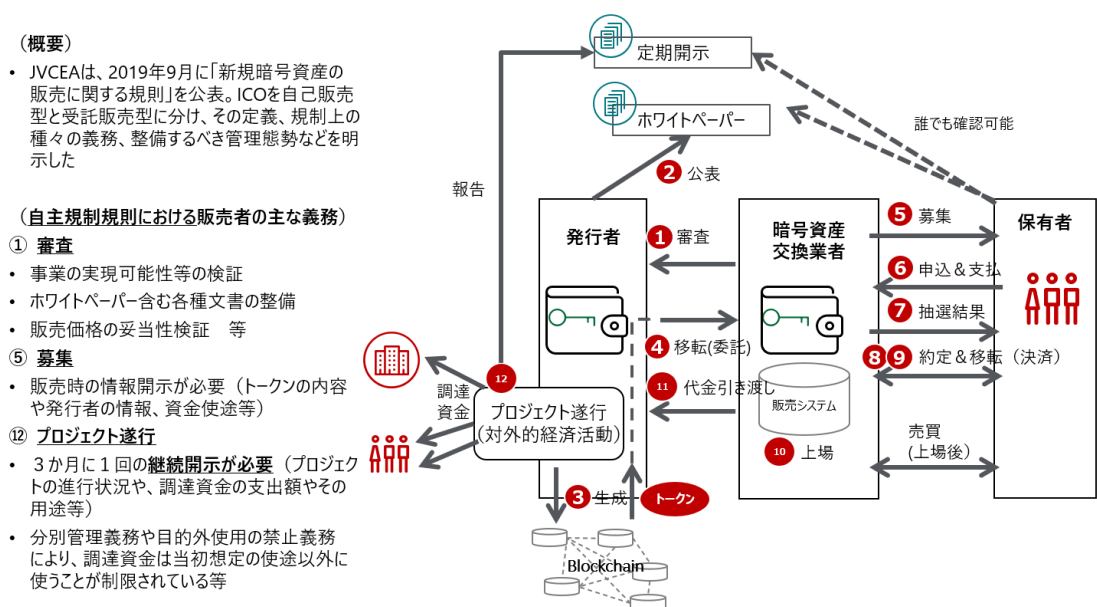 （概要）
• JVCEAは、2019年9月に「新規暗号資産の
販売に関する規則」を公表。ICOを自己販売
型と受託販売型に分け、その定義、規制上の
種々の義務、整備するべき管理態勢などを明
示した
（自主規制規則における販売者の主な義務）
① 審査
• 事業の実現可能性等の検証
• ホワイトペーパー含む各種文書の整備
• 販売価格の妥当性検証　等
⑤ 募集
• 販売時の情報開示が必要（トークンの内容
や発行者の情報、資金使途等）
⑫ プロジェクト遂行
• ３か月に１回の継続開示が必要（プロジェク
トの進行状況や、調達資金の支出額やその
用途等）
• 分別管理義務や目的外使用の禁止義務
により、調達資金は当初想定の使途以外に
使うことが制限されている等
定期開示
ホワイトペーパー
誰でも確認可能
報告
❷ 公表
発行者
❶ 審査
暗号資産
交換業者
❺ 募集
保有者
❻ 申込＆支払
❼ 抽選結果
❹ 移転(委託)
❽❾ 約定＆移転（決済）
⓫ 代金引き渡し
販売システム
❿ 上場
売買
(上場後）
⓬
調達
資金
プロジェクト遂行
(対外的経済活動)
❸ 生成
トークン
Blockchain